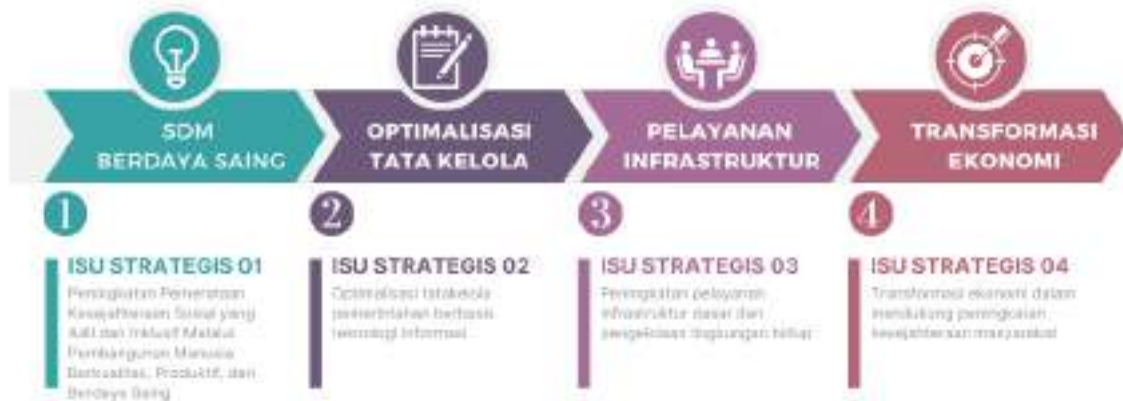 SDM
BERDAYA SAING
OPTIMALISASI
TATA KELOLA
PELAYANAN
INFRASTRUKTUR
TRANSFORMASI
EKONOMI
1
2
3
4
ISU STRATEGIS 01
Peningkatan Pemerataan
Kesejahteraan Sosial yang
Adil dan Inklusif Melalui
Pembangunan Manusia
Berkualitas, Produktif, dan
Berdaya Saing
ISU STRATEGIS 02
Optimalisasi tatakelola
pemerintahan berbasis
teknologi informasi
ISU STRATEGIS 03
Peningkatan pelayanan
infrastruktur dasar dan
pengelolaan lingkungan hidup
ISU STRATEGIS 04
Transformasi ekonomi dalam
mendukung peningkatan
kesejahteraan masyarakat